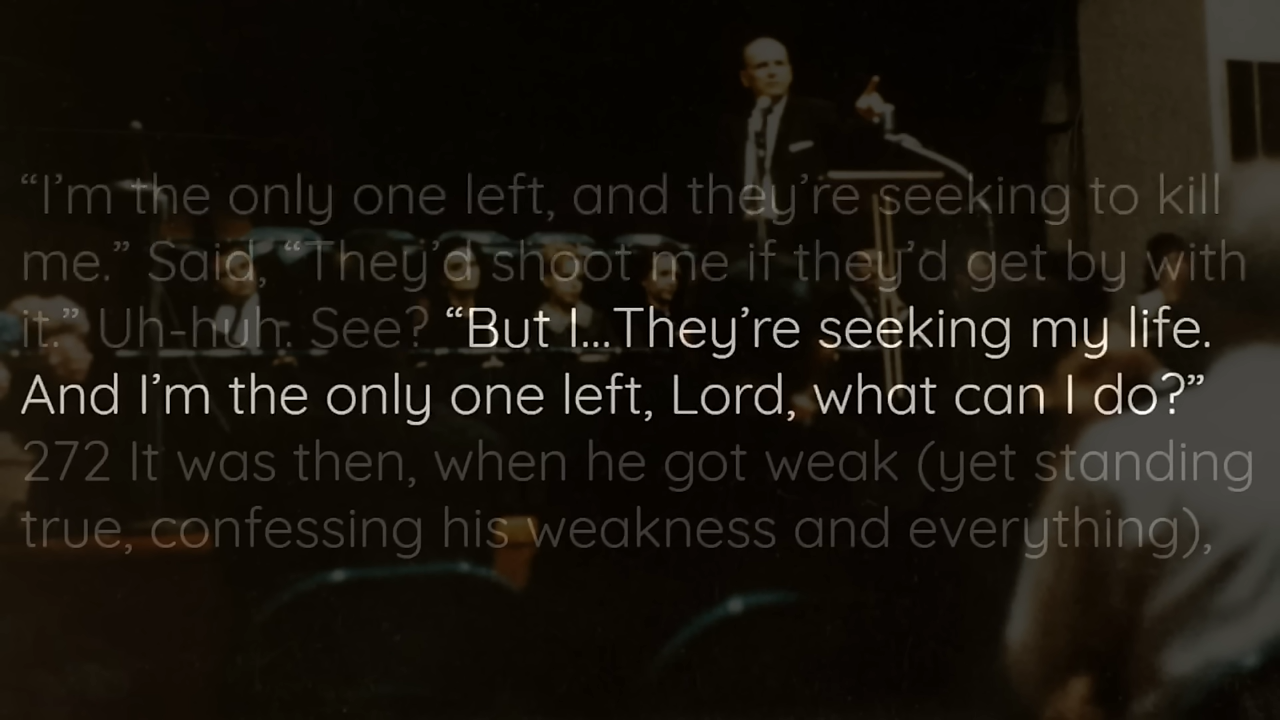 “I’m the only one left, and they’re seeking to kill
me.” Said, “They’d shoot me if they’d get by with
it.” Uh-huh. See? “But I...They’re seeking my life.
And I’m the only one left, Lord, what can I do?”
272 It was then, when he got weak (yet standing
true, confessing his weakness and everything),